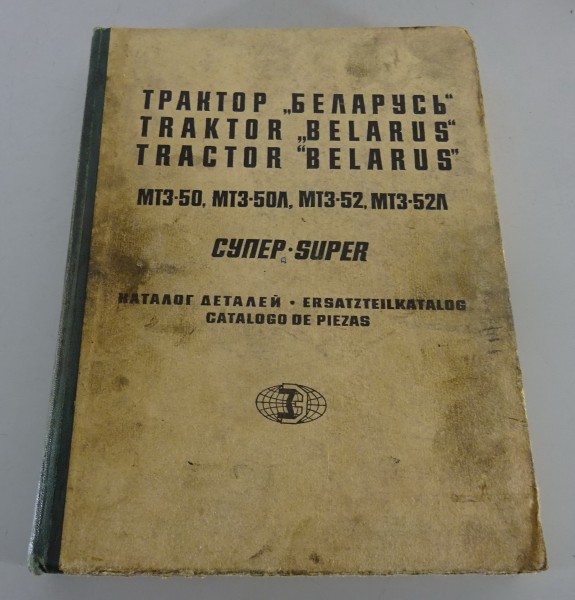 ТРАКТОР „БЕЛАРУСЬ“
TRAKTOR „BELARUS“
TRACTOR “BELARUS”
МТЗ-50, МТЗ-50Л, МТЗ-52, МТЗ-52Л
СУПЕР · SUPER
КАТАЛОГ ДЕТАЛЕЙ · ERSATZTEILKATALOG
CATALOGO DE PIEZAS